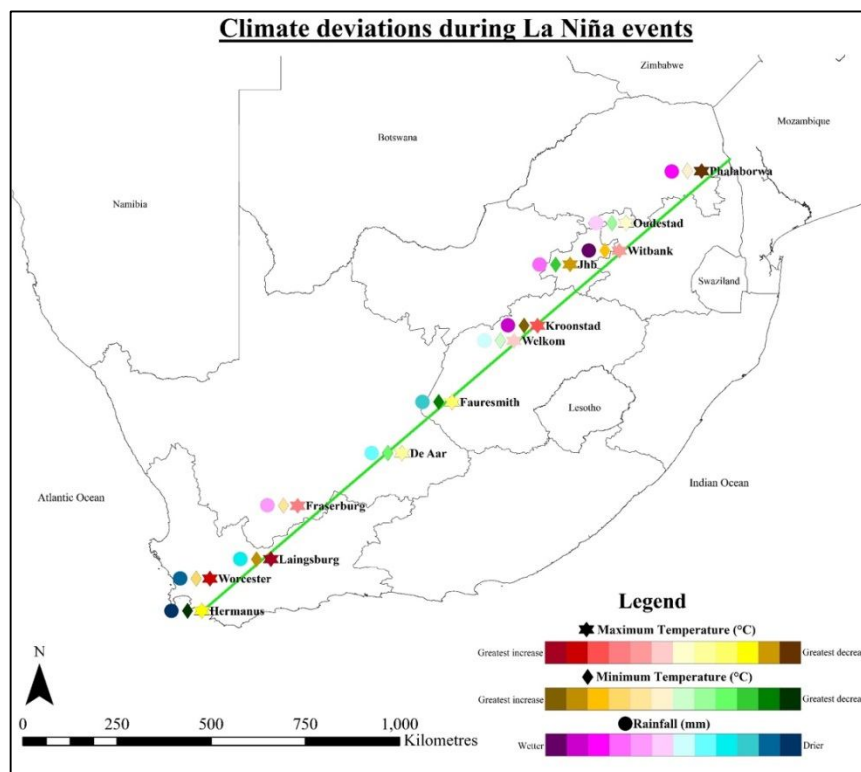 Climate deviations during La Niña events
Zimbabwe
Mozambique
Botswana
Phalaborwa
Namibia
Oudestad
Witbank
Jhb
Swaziland
Kroonstad
Welkom
Fauresmith
Lesotho
De Aar
Indian Ocean
Atlantic Ocean
Fraserburg
Laingsburg
Worcester
Hermanus
Legend
Maximum Temperature (°C)
Greatest increase Greatest decrea
Minimum Temperature (°C)
Greatest increase Greatest decrea
Rainfall (mm)
Wetter Drier
N
0 250 500 750 1,000
Kilometres